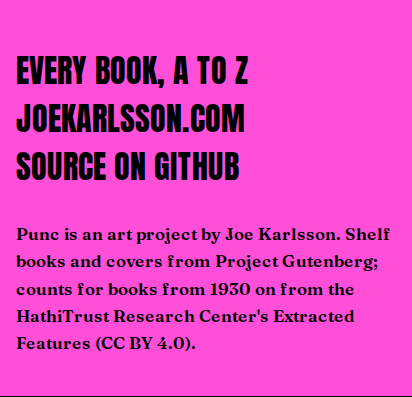 EVERY BOOK, A TO Z
JOEKARLSSON.COM
SOURCE ON GITHUB
Punc is an art project by Joe Karlsson. Shelf
books and covers from Project Gutenberg;
counts for books from 1930 on from the
HathiTrust Research Center's Extracted
Features (CC BY 4.0).